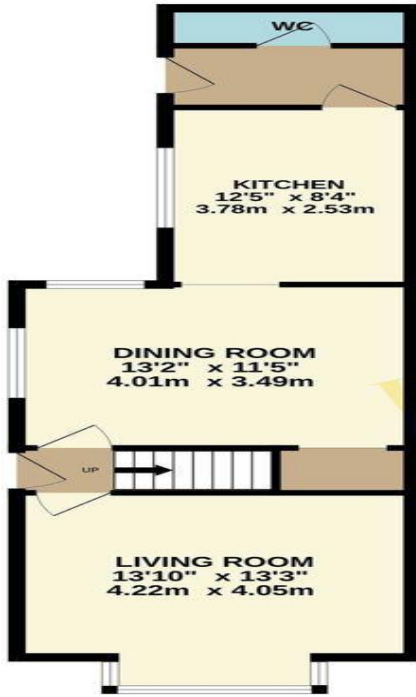 WC
KITCHEN
12'5" x 8'4"
3.78m x 2.53m
DINING ROOM
13'2" x 11'5"
4.01m x 3.49m
UP
LIVING ROOM
13'10" x 13'3"
4.22m x 4.05m